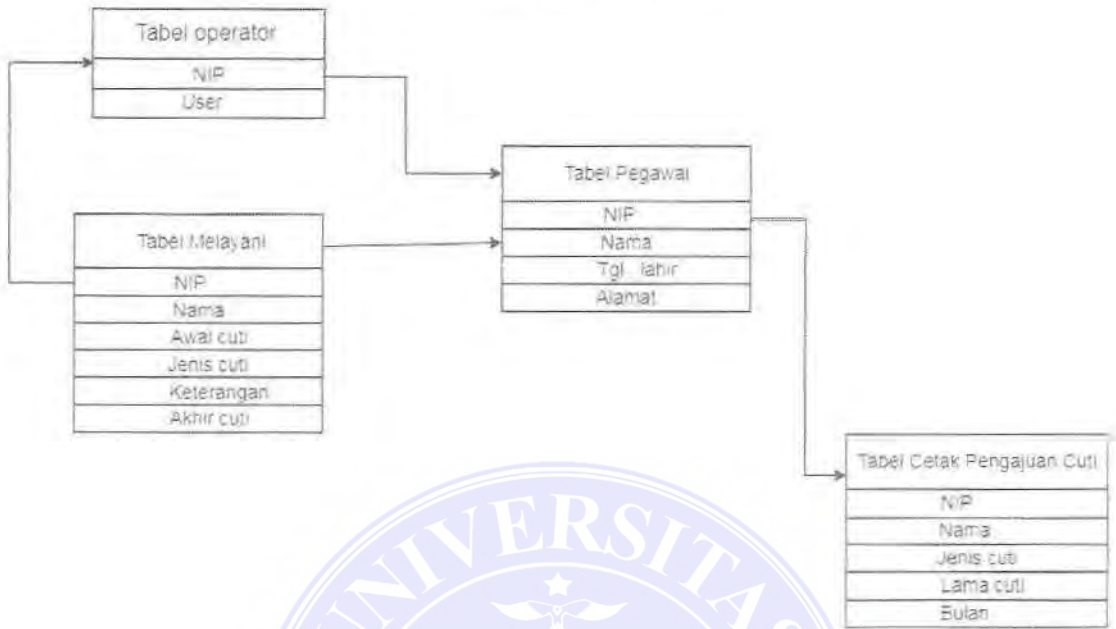 Tabel operator
NIP
User
Tabel Pegawai
NIP
Nama
Tgl. lahir
Alamat
Tabel Melayani
NIP
Nama
Awal cuti
Jenis cuti
Keterangan
Akhir cuti
Tabel Cetak Pengajuan Cuti
NIP
Nama
Jenis cuti
Lama cuti
Bulan
UNIVERSITAS